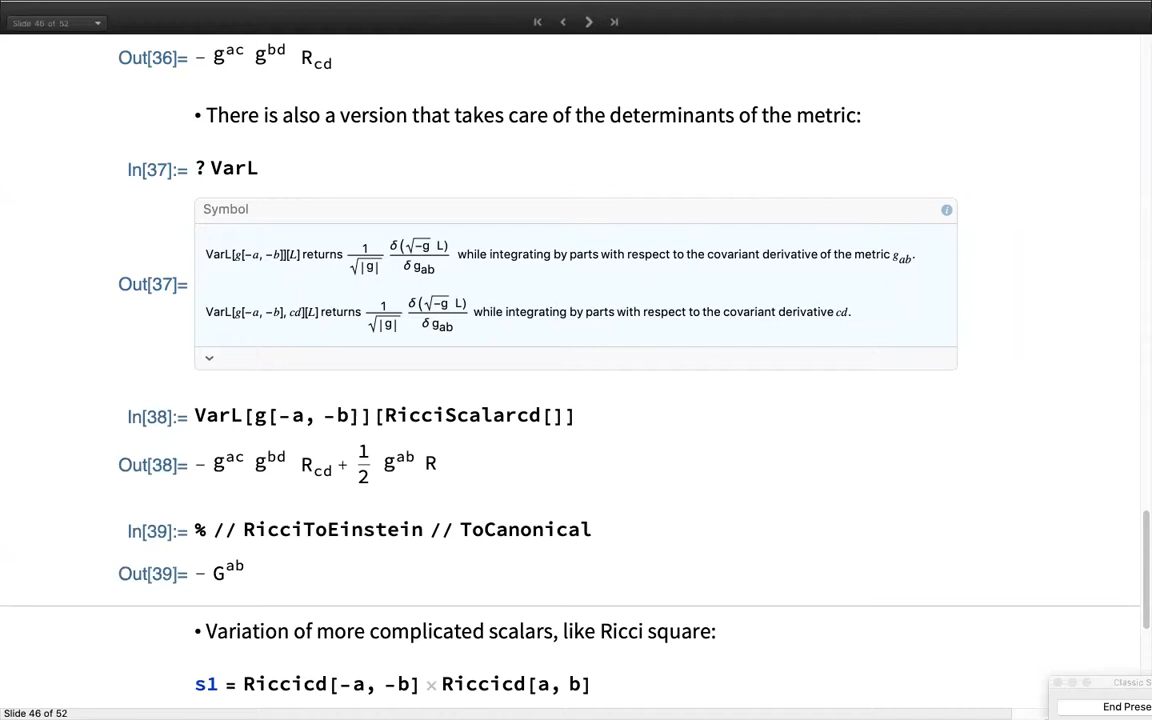 Slide 46 of 52
Out[36]= - g^ac g^bd R_cd
• There is also a version that takes care of the determinants of the metric:
In[37]:= ? VarL
Symbol
VarL[g[-a, -b]][L] returns 1/√|g| δ(√-g L)/δ g_ab while integrating by parts with respect to the covariant derivative of the metric g_ab.
Out[37]=
VarL[g[-a, -b], cd][L] returns 1/√|g| δ(√-g L)/δ g_ab while integrating by parts with respect to the covariant derivative cd.
In[38]:= VarL[g[-a, -b]][RicciScalarcd[]]
Out[38]= - g^ac g^bd R_cd + 1/2 g^ab R
In[39]:= % // RicciToEinstein // ToCanonical
Out[39]= - G^ab
• Variation of more complicated scalars, like Ricci square:
s1 = Riccicd[-a, -b] × Riccicd[a, b]
Classic S
End Prese
Slide 46 of 52